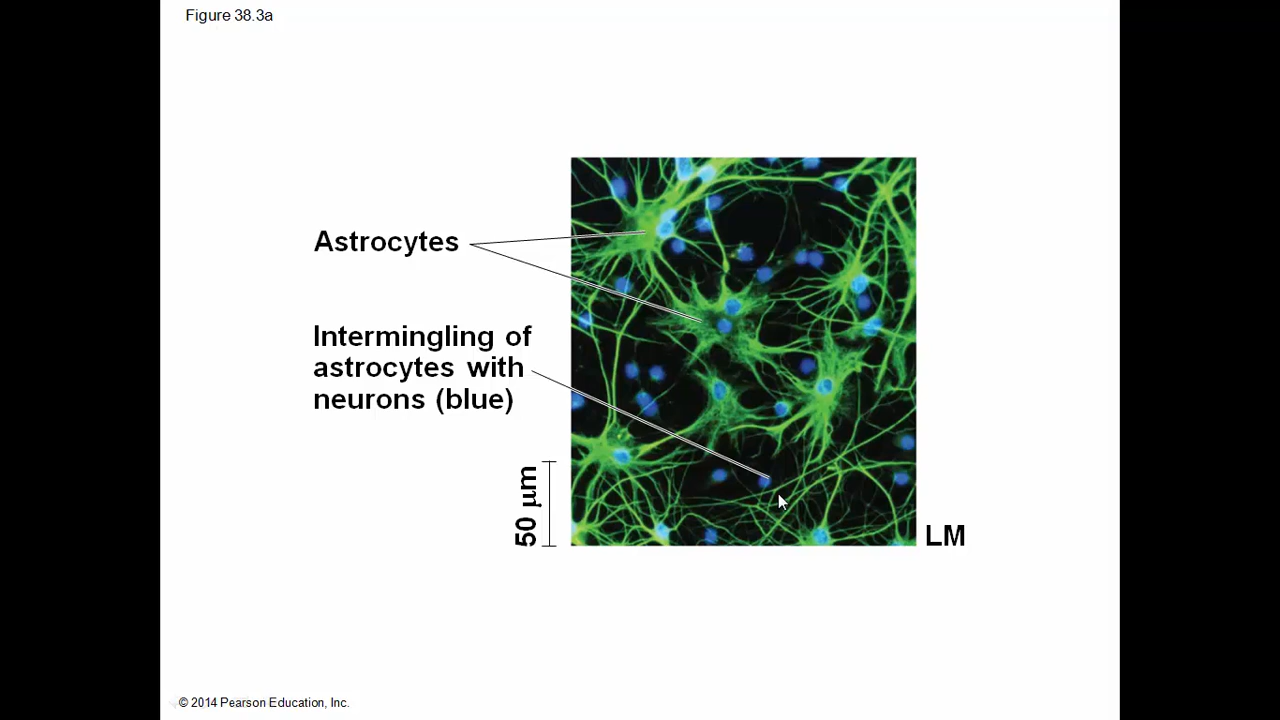 Figure 38.3a
Astrocytes
Intermingling of
astrocytes with
neurons (blue)
50 μm
LM
© 2014 Pearson Education, Inc.